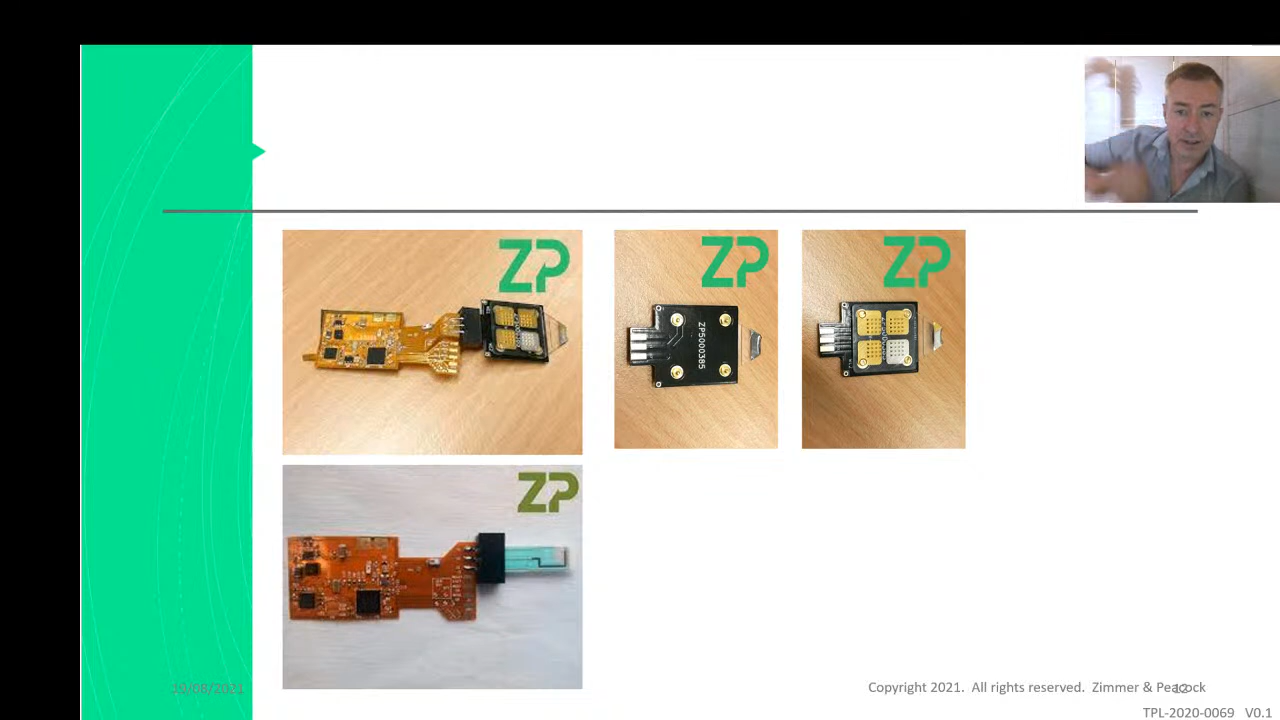 ZP
ZP
ZP
ZP5000385
ZP
10/08/2021
Copyright 2021. All rights reserved. Zimmer & Peacock
12
TPL-2020-0069 V0.1